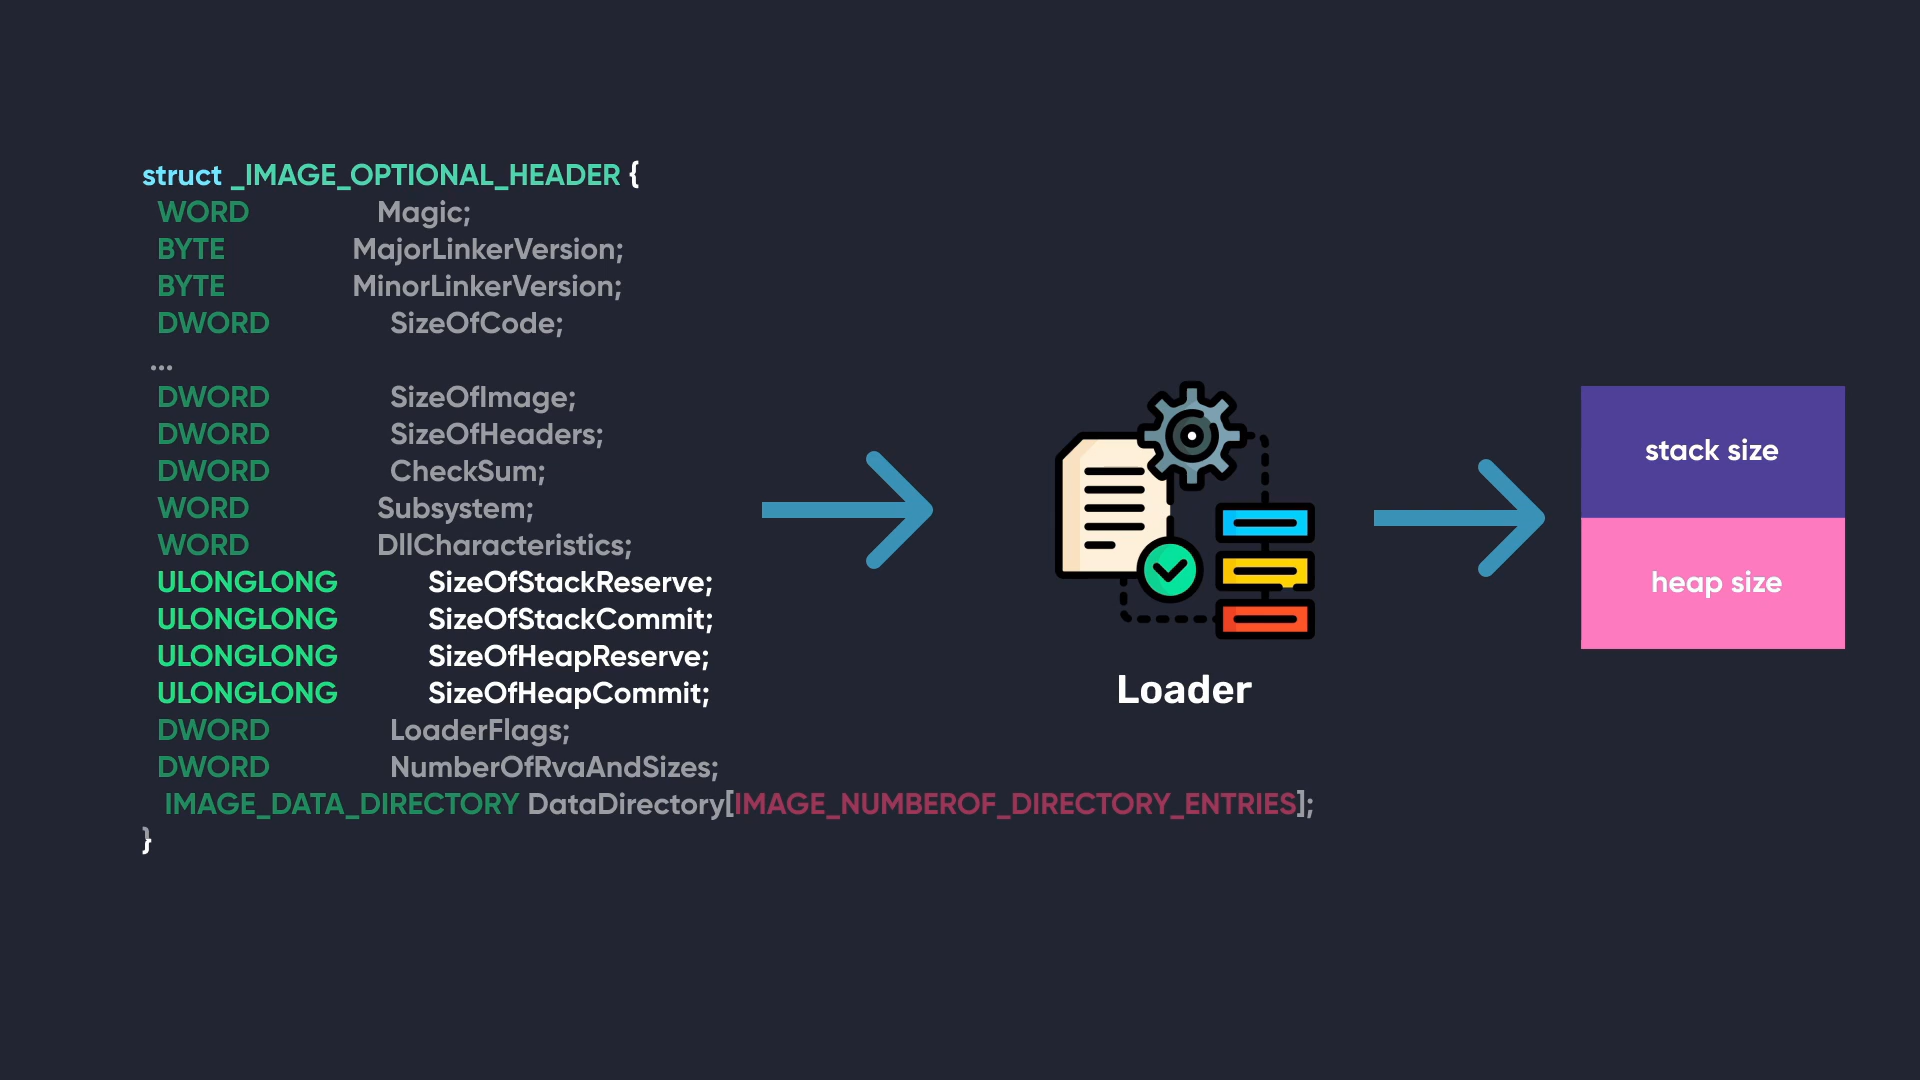 struct _IMAGE_OPTIONAL_HEADER {
WORD Magic;
BYTE MajorLinkerVersion;
BYTE MinorLinkerVersion;
DWORD SizeOfCode;
...
DWORD SizeOfImage;
DWORD SizeOfHeaders;
DWORD CheckSum;
WORD Subsystem;
WORD DllCharacteristics;
ULONGLONG SizeOfStackReserve;
ULONGLONG SizeOfStackCommit;
ULONGLONG SizeOfHeapReserve;
ULONGLONG SizeOfHeapCommit;
DWORD LoaderFlags;
DWORD NumberOfRvaAndSizes;
IMAGE_DATA_DIRECTORY DataDirectory[IMAGE_NUMBEROF_DIRECTORY_ENTRIES];
}
Loader
stack size
heap size